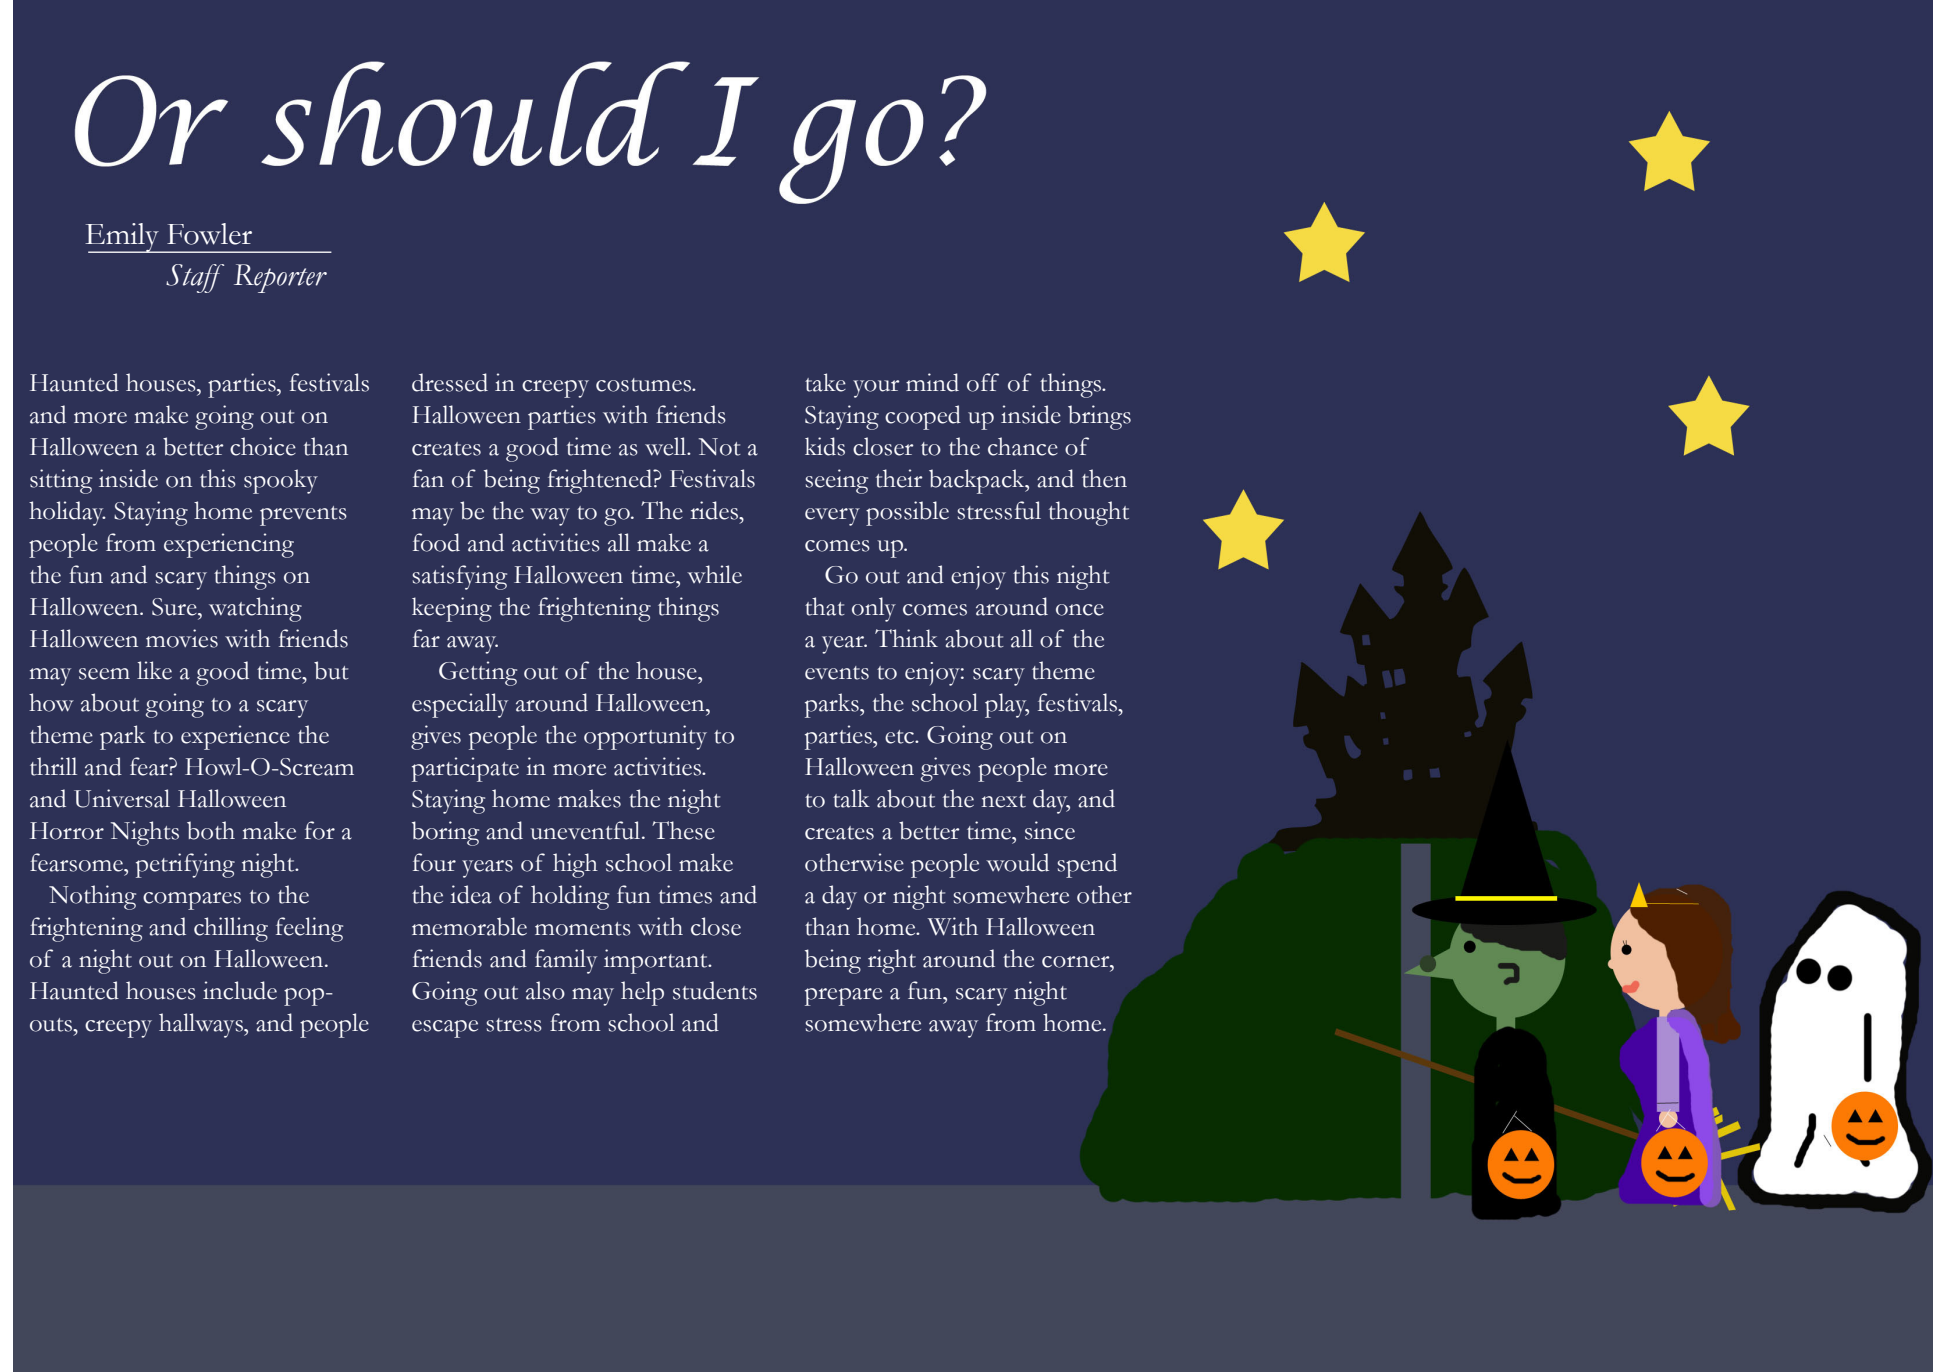 Or should I go?
Emily Fowler
Staff Reporter
Haunted houses, parties, festivals
and more make going out on
Halloween a better choice than
sitting inside on this spooky
holiday. Staying home prevents
people from experiencing
the fun and scary things on
Halloween. Sure, watching
Halloween movies with friends
may seem like a good time, but
how about going to a scary
theme park to experience the
thrill and fear? Howl-O-Scream
and Universal Halloween
Horror Nights both make for a
fearsome, petrifying night.
Nothing compares to the
frightening and chilling feeling
of a night out on Halloween.
Haunted houses include pop-
outs, creepy hallways, and people
dressed in creepy costumes.
Halloween parties with friends
creates a good time as well. Not a
fan of being frightened? Festivals
may be the way to go. The rides,
food and activities all make a
satisfying Halloween time, while
keeping the frightening things
far away.
Getting out of the house,
especially around Halloween,
gives people the opportunity to
participate in more activities.
Staying home makes the night
boring and uneventful. These
four years of high school make
the idea of holding fun times and
memorable moments with close
friends and family important.
Going out also may help students
escape stress from school and
take your mind off of things.
Staying cooped up inside brings
kids closer to the chance of
seeing their backpack, and then
every possible stressful thought
comes up.
Go out and enjoy this night
that only comes around once
a year. Think about all of the
events to enjoy: scary theme
parks, the school play, festivals,
parties, etc. Going out on
Halloween gives people more
to talk about the next day, and
creates a better time, since
otherwise people would spend
a day or night somewhere other
than home. With Halloween
being right around the corner,
prepare a fun, scary night
somewhere away from home.